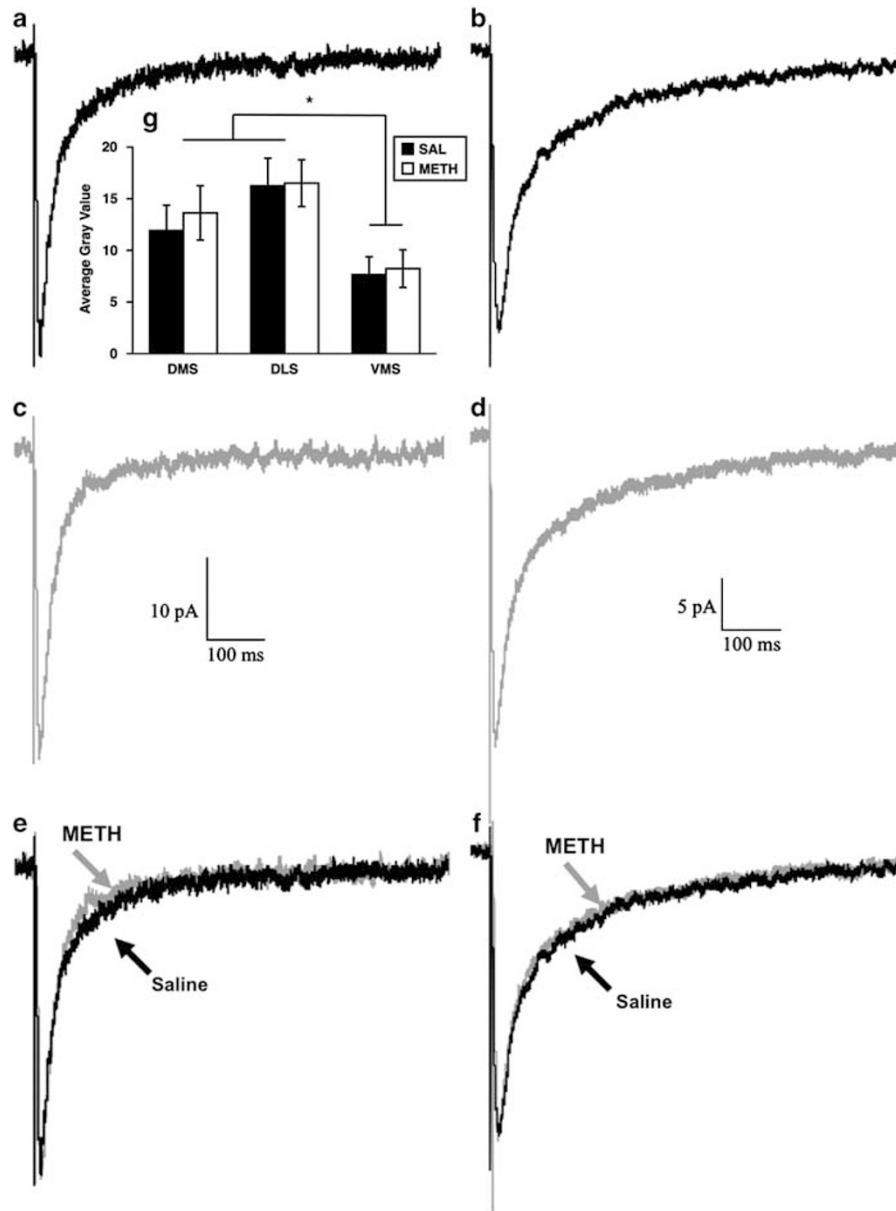 a
b
g
*
SAL
METH
20
15
10
5
0
Average Gray Value
DMS
DLS
VMS
c
d
10 pA
100 ms
5 pA
100 ms
e
METH
Saline
f
METH
Saline